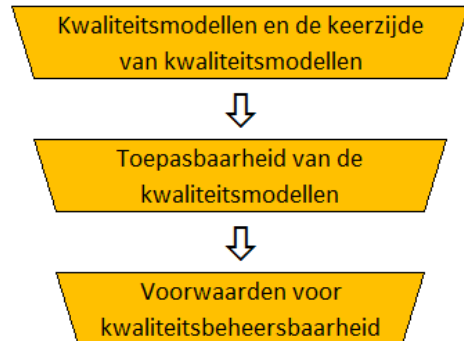 Kwaliteitsmodellen en de keerzijde
van kwaliteitsmodellen
Toepasbaarheid van de
kwaliteitsmodellen
Voorwaarden voor
kwaliteitsbeheersbaarheid